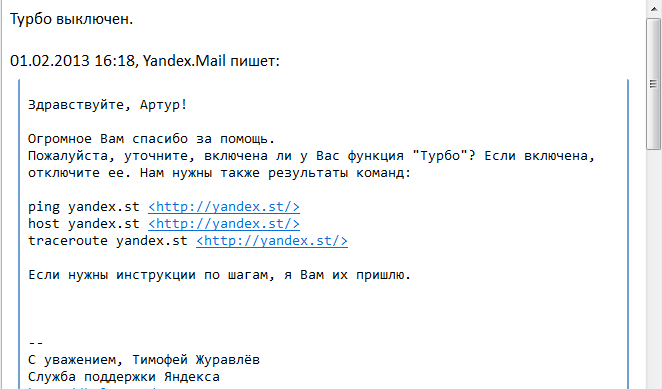 Турбо выключен.
01.02.2013 16:18, Yandex.Mail пишет:
Здравствуйте, Артур!
Огромное Вам спасибо за помощь.
Пожалуйста, уточните, включена ли у Вас функция "Турбо"? Если включена,
отключите ее. Нам нужны также результаты команд:
ping yandex.st <http://yandex.st/>
host yandex.st <http://yandex.st/>
traceroute yandex.st <http://yandex.st/>
Если нужны инструкции по шагам, я Вам их пришлю.
--
С уважением, Тимофей Журавлёв
Служба поддержки Яндекса